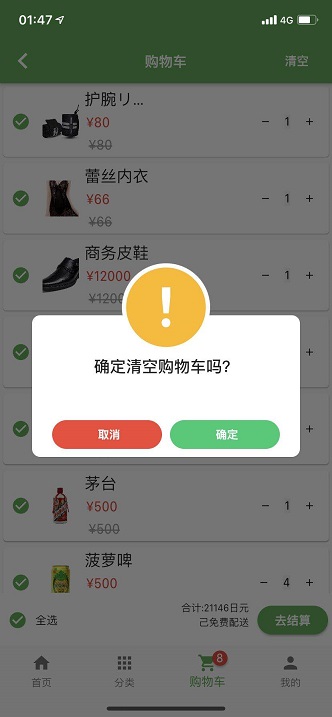 01:47
4G
购物车
清空
护腕リ...
¥80
¥80
1
蕾丝内衣
¥66
¥66
1
商务皮鞋
¥12000
¥1200
1
!
确定清空购物车吗?
取消
确定
茅台
¥500
¥500
1
菠萝啤
¥500
4
全选
合计:21146日元
己免费配送
去结算
首页
分类
8
购物车
我的